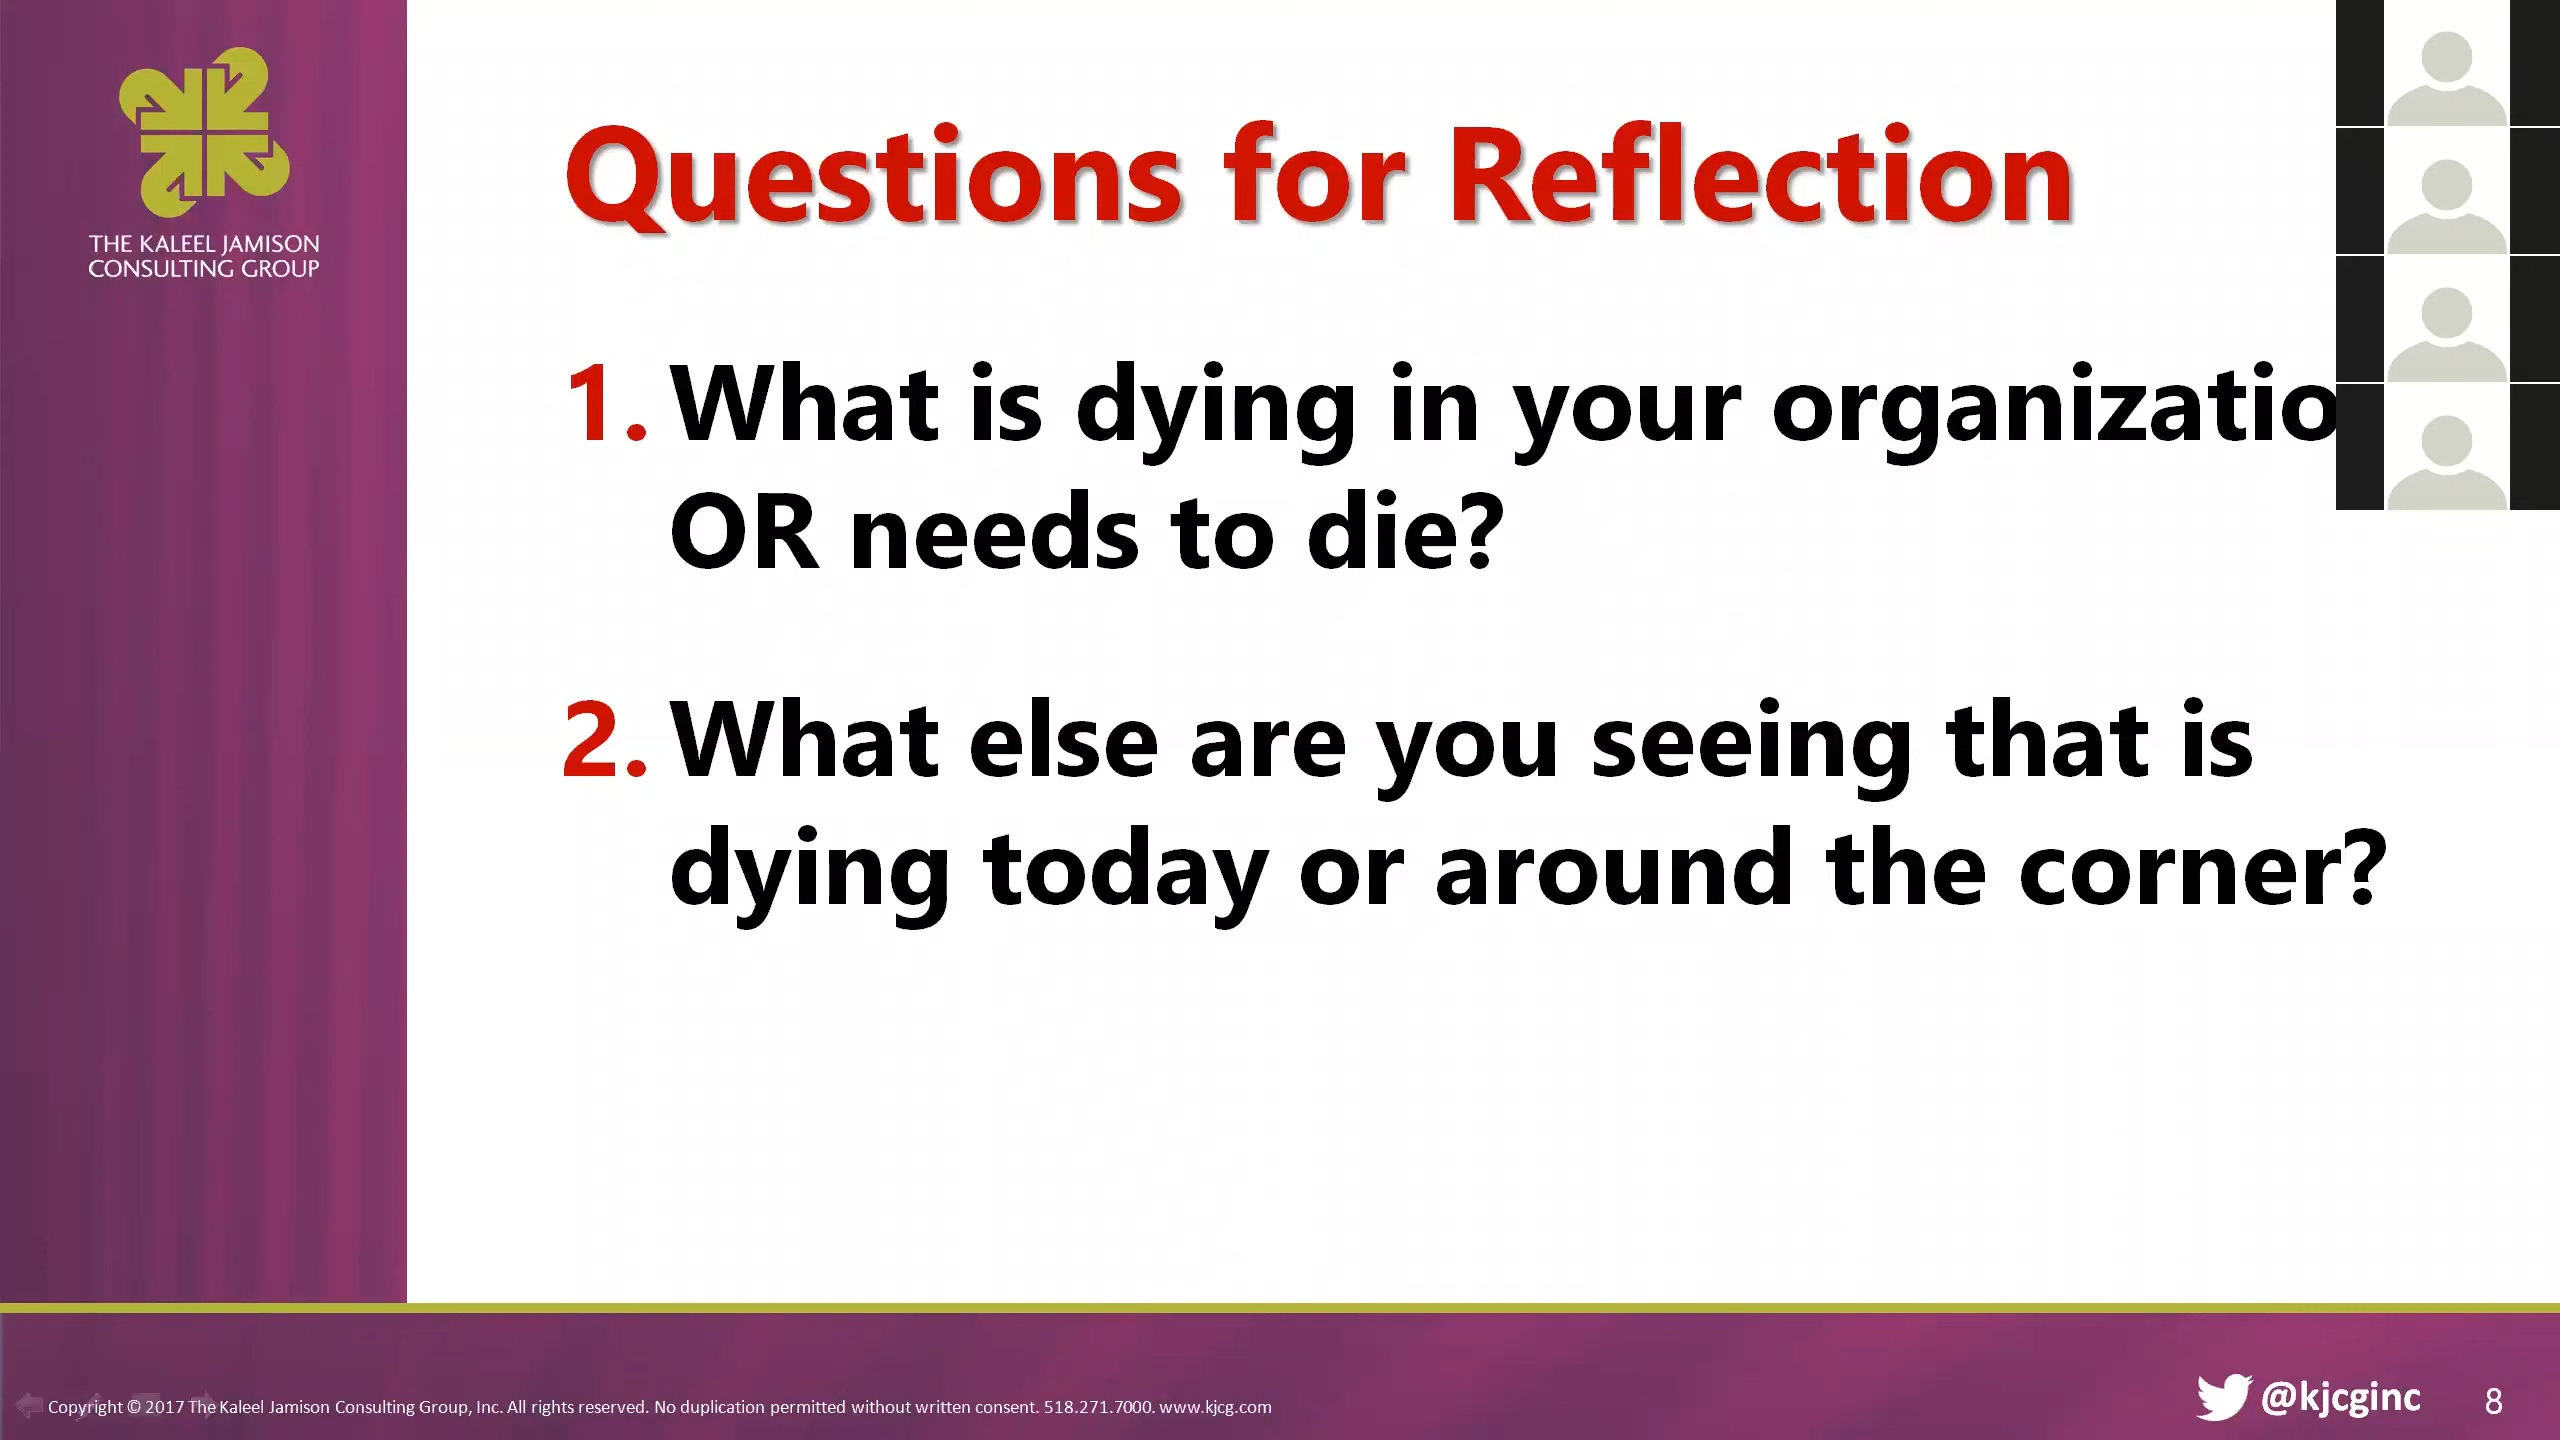 THE KALEEL JAMISON
CONSULTING GROUP
Questions for Reflection
1. What is dying in your organizatio
OR needs to die?
2. What else are you seeing that is
dying today or around the corner?
Copyright © 2017 The Kaleel Jamison Consulting Group, Inc. All rights reserved. No duplication permitted without written consent. 518.271.7000. www.kjcg.com
@kjcginc
8